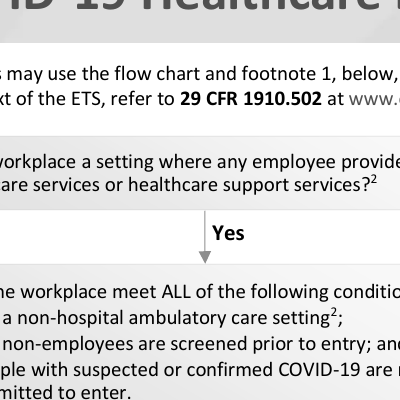 ID-19 Healthcare
s may use the flow chart and footnote 1, below,
xt of the ETS, refer to 29 CFR 1910.502 at www.
workplace a setting where any employee provide
are services or healthcare support services?²
Yes
he workplace meet ALL of the following conditio
a non-hospital ambulatory care setting²;
non-employees are screened prior to entry; and
ple with suspected or confirmed COVID-19 are
mitted to enter.